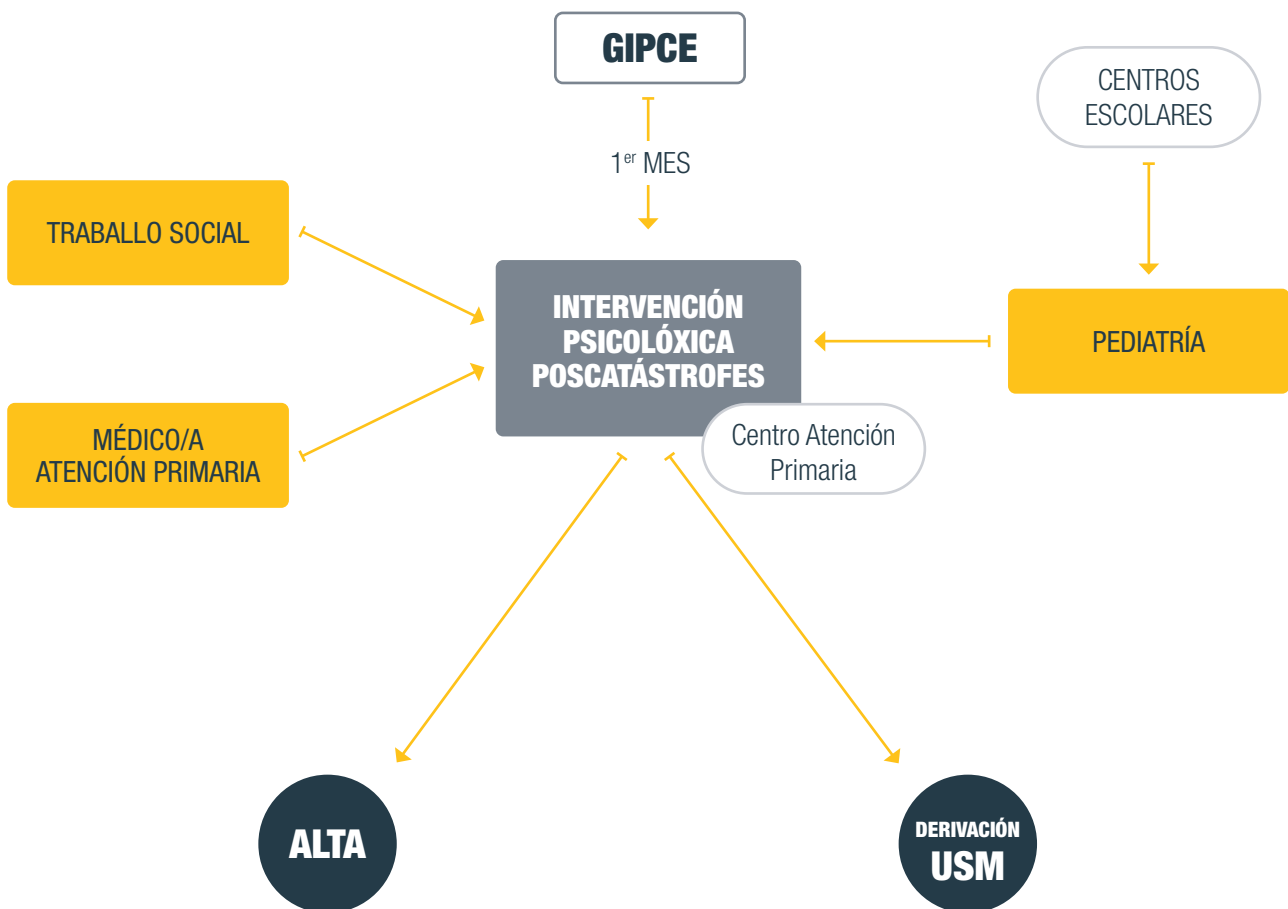 GIPCE
CENTROS
ESCOLARES
1er MES
TRABALLO SOCIAL
INTERVENCIÓN
PSICOLÓXICA
POSCATÁSTROFES
PEDIATRÍA
MÉDICO/A
ATENCIÓN PRIMARIA
Centro Atención
Primaria
ALTA
DERIVACIÓN
USM